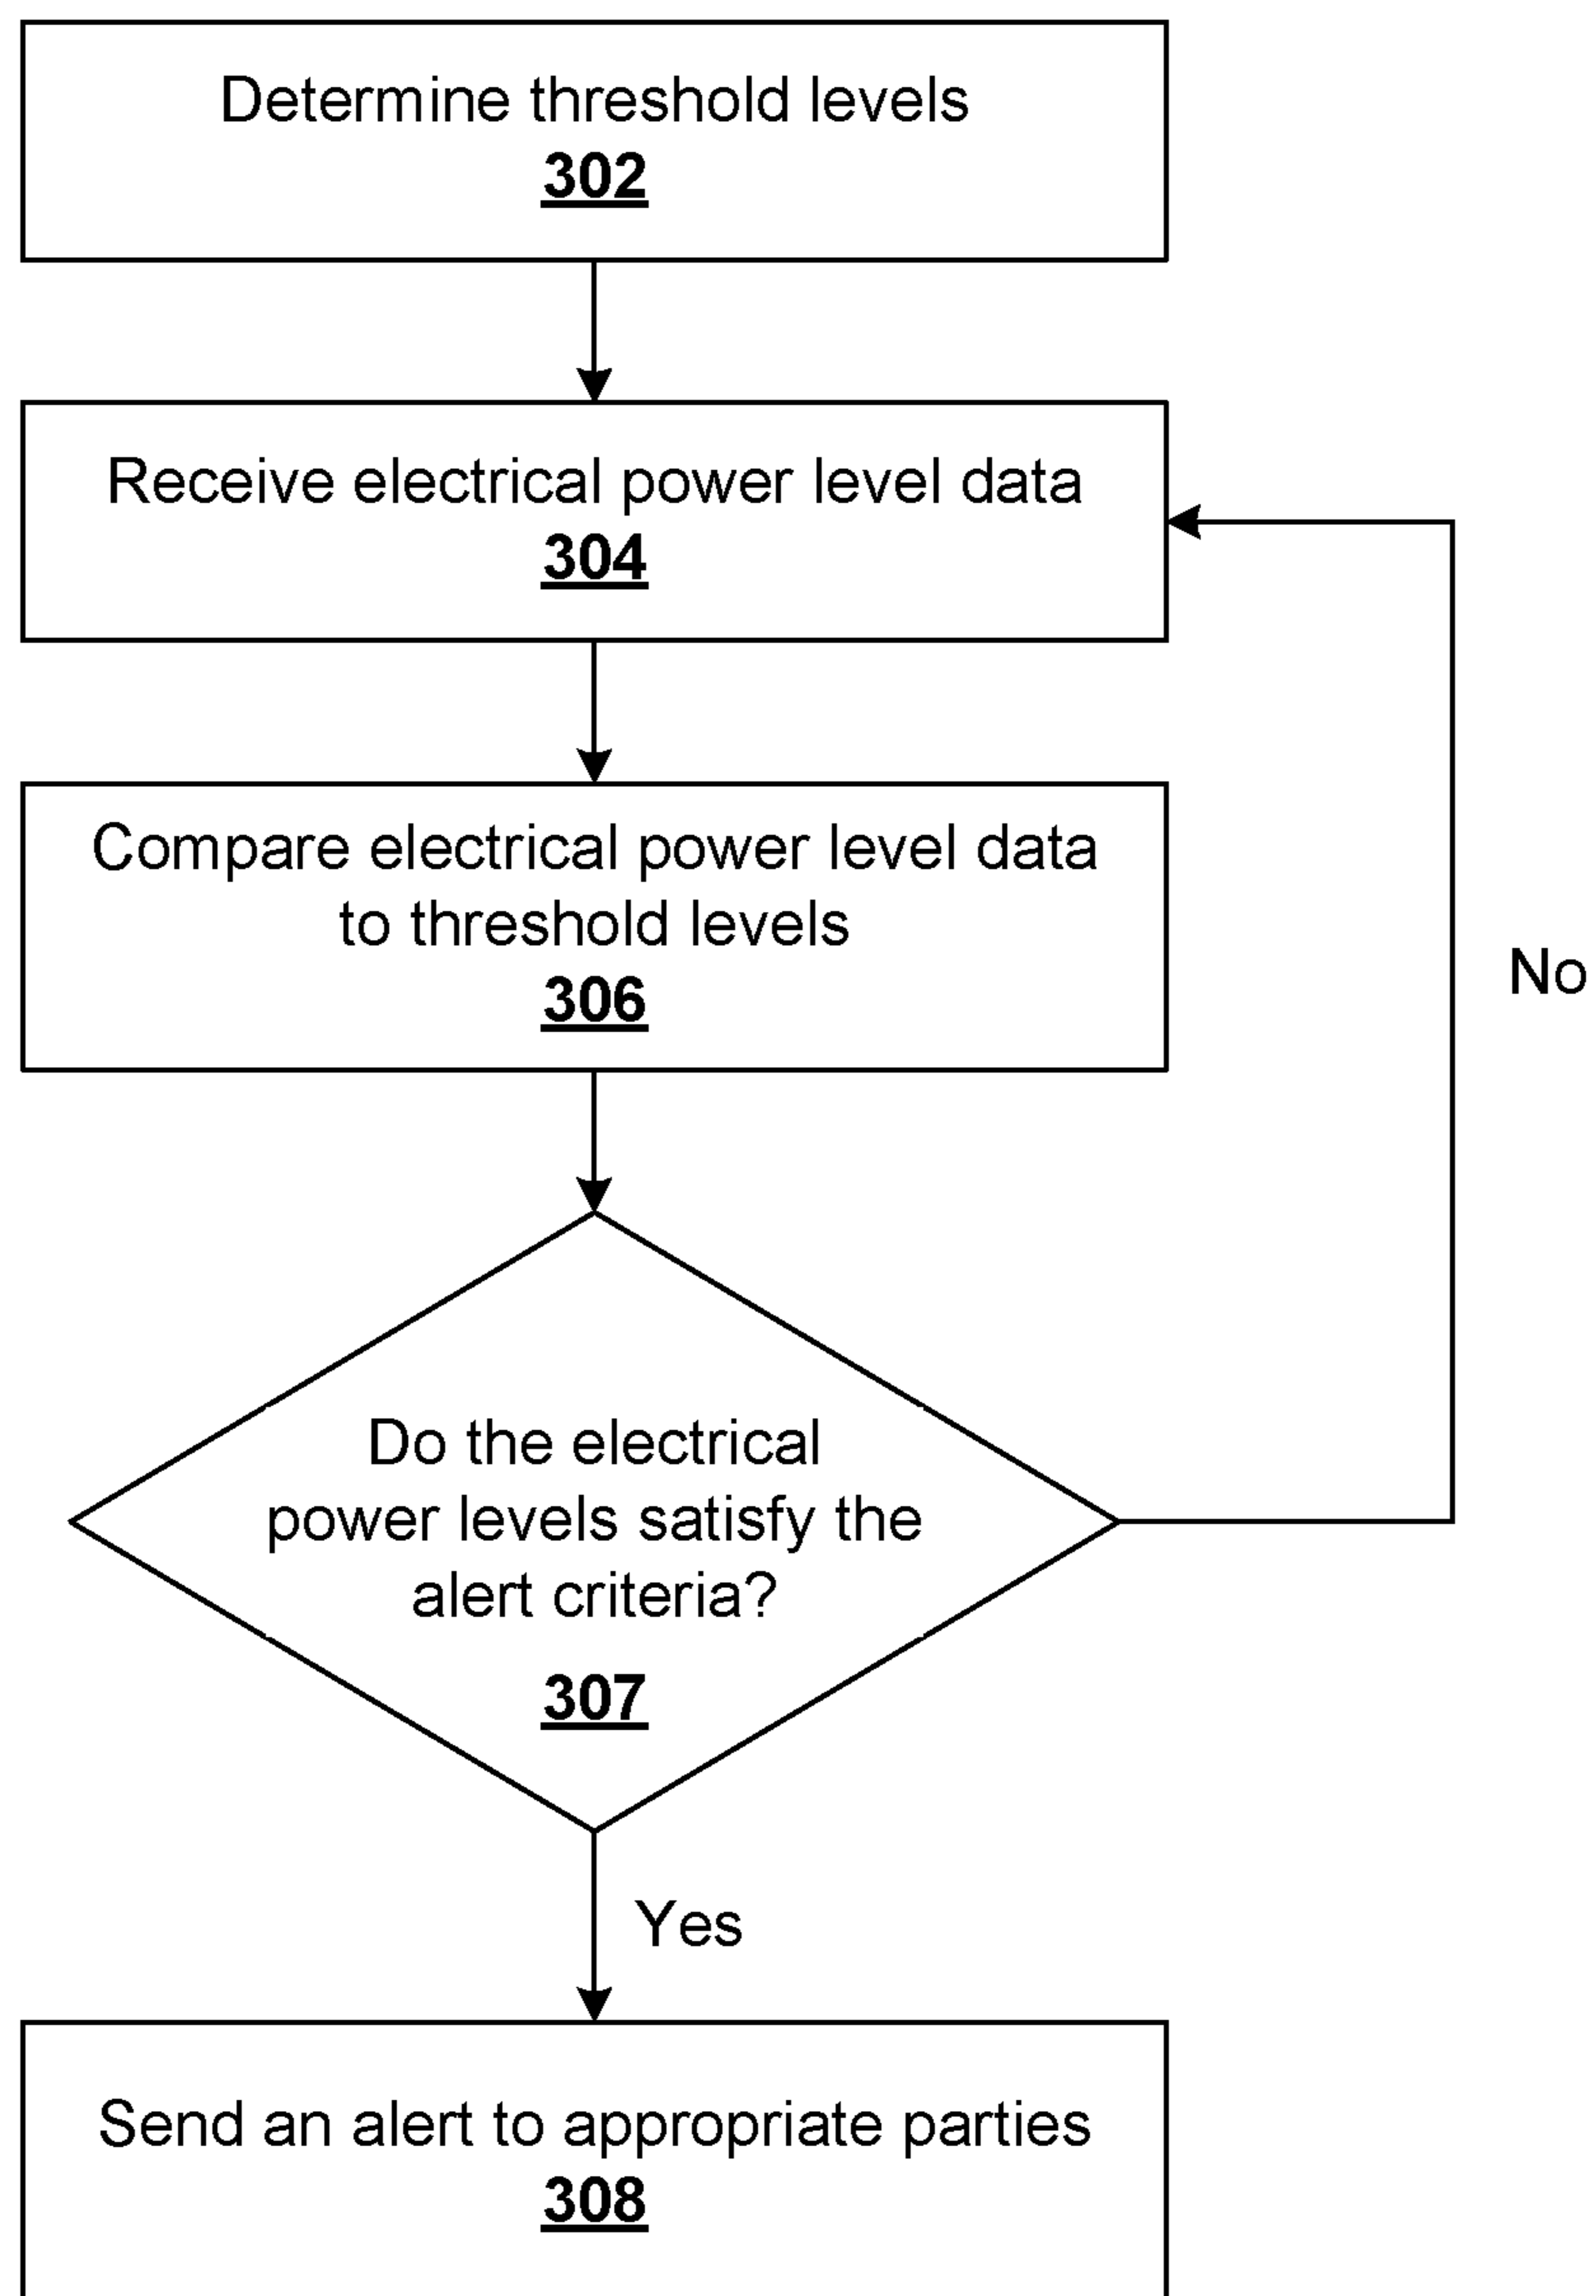 Determine threshold levels
302
Receive electrical power level data
304
Compare electrical power level data
to threshold levels
306
No
Do the electrical
power levels satisfy the
alert criteria?
307
Yes
Send an alert to appropriate parties
308